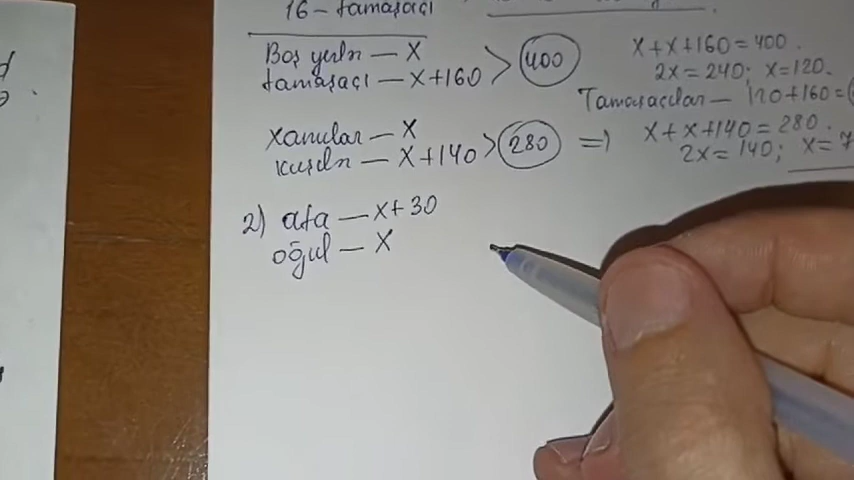 16 - tamaşaçı
Boş yerlər — x
tamaşaçı — x+160 > 400
x+x+160=400.
2x=240; x=120.
Tamaşaçılar — 120+160=
xanımlar — x
kişilər — x+140 > 280 =>
x+x+140=280.
2x=140; x=7
2) ata — x+30
oğul — x